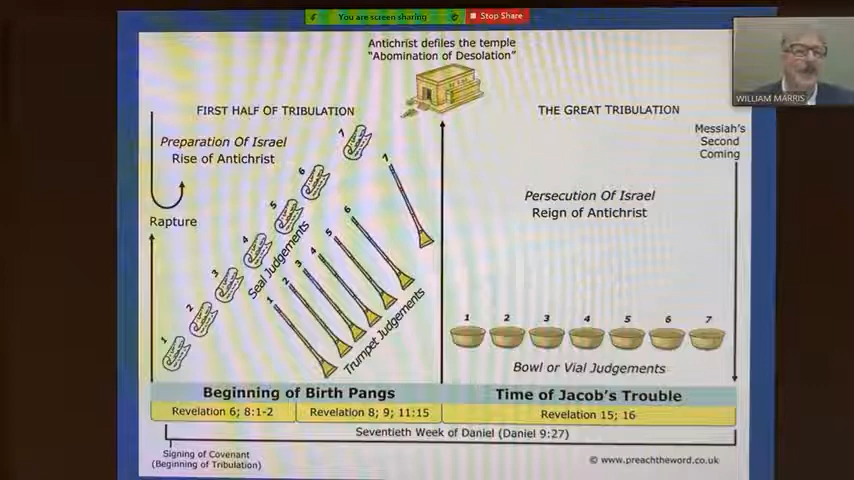 You are screen sharing
Stop Share
WILLIAM MARRIS
Antichrist defiles the temple
“Abomination of Desolation”
FIRST HALF OF TRIBULATION
THE GREAT TRIBULATION
Preparation Of Israel
Rise of Antichrist
Messiah's
Second
Coming
Rapture
Persecution Of Israel
Reign of Antichrist
1
2
3
4
5
6
7
Seal Judgements
1
2
3
4
5
6
7
Trumpet Judgements
1 2 3 4 5 6 7
Bowl or Vial Judgements
Beginning of Birth Pangs
Time of Jacob's Trouble
Revelation 6; 8:1-2
Revelation 8; 9; 11:15
Revelation 15; 16
Seventieth Week of Daniel (Daniel 9:27)
Signing of Covenant
(Beginning of Tribulation)
© www.preachtheword.co.uk